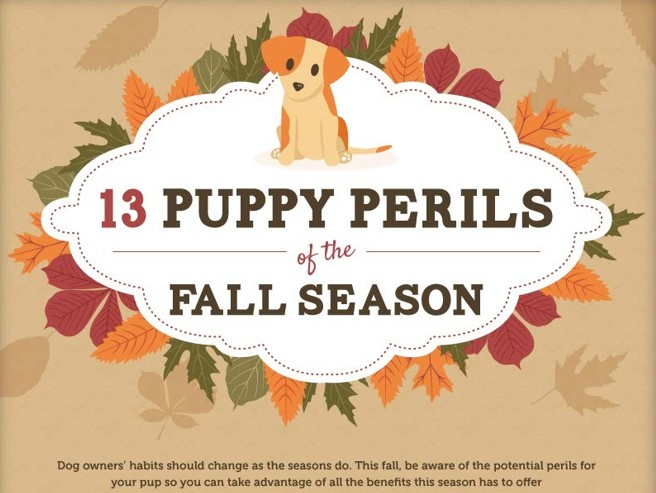 13 PUPPY PERILS
of the
FALL SEASON
Dog owners' habits should change as the seasons do. This fall, be aware of the potential perils for
your pup so you can take advantage of all the benefits this season has to offer